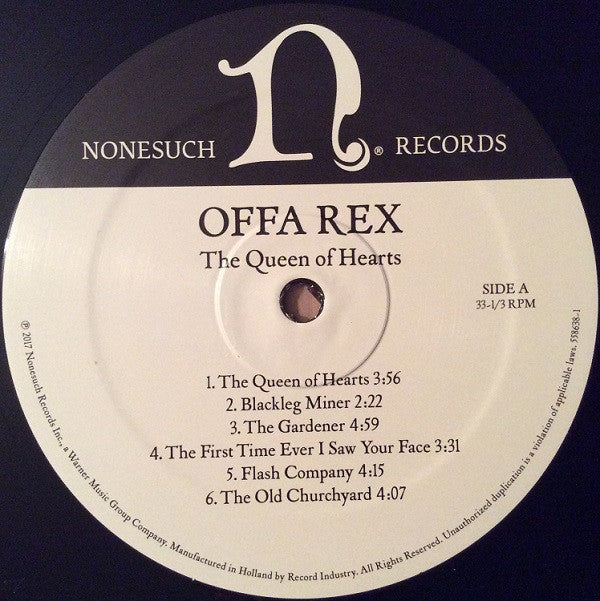 NONESUCH n® RECORDS
OFFA REX
The Queen of Hearts
SIDE A
33-1/3 RPM
1. The Queen of Hearts 3:56
2. Blackleg Miner 2:22
3. The Gardener 4:59
4. The First Time Ever I Saw Your Face 3:31
5. Flash Company 4:15
6. The Old Churchyard 4:07
℗ 2017 Nonesuch Records Inc., a Warner Music Group Company. Manufactured in Holland by Record Industry. All Rights Reserved. Unauthorized duplication is a violation of applicable laws. 558638-1